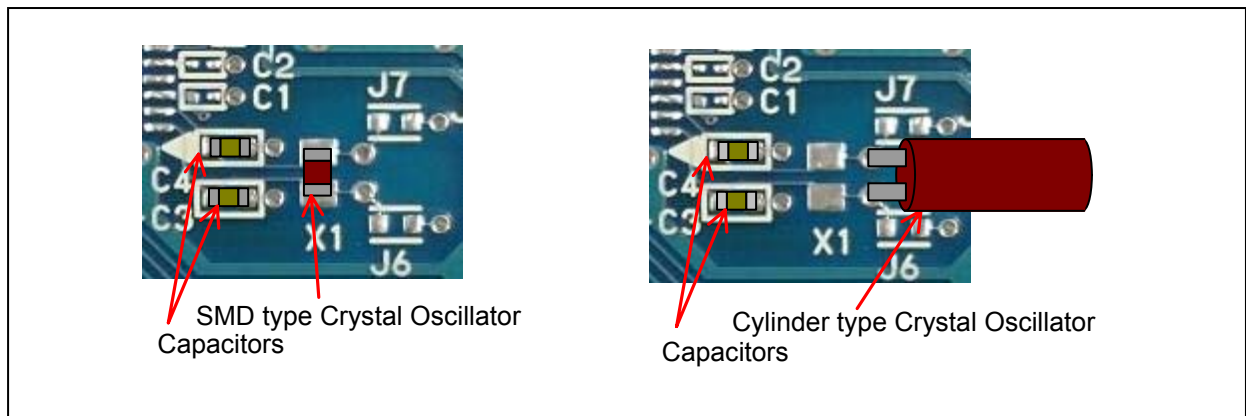 C2
C1
J7
C4
C3
X1
J6
SMD type Crystal Oscillator
Capacitors
C2
C1
J7
C4
C3
X1
J6
Cylinder type Crystal Oscillator
Capacitors